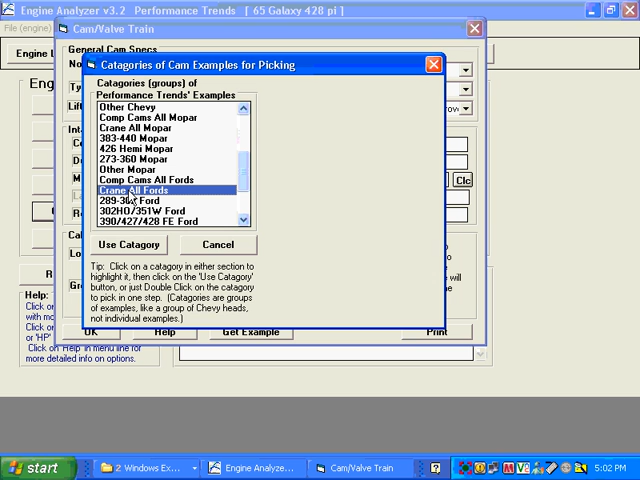 Engine Analyzer v3.2 Performance Trends [ 65 Galaxy 428 pi ]
File (engine)
Cam/Valve Train
Engine L
General Cam Specs
Catagories of Cam Examples for Picking
Catagories (groups) of
Performance Trends' Examples
Other Chevy
Comp Cams All Mopar
Crane All Mopar
383-440 Mopar
426 Hemi Mopar
273-360 Mopar
Other Mopar
Comp Cams All Fords
Crane All Fords
Ford
302HO/351W Ford
390/427/428 FE Ford
Clc
Use Catagory
Cancel
Tip: Click on a catagory in either section to
highlight it, then click on the 'Use Catagory'
button, or just Double Click on the catagory
to pick in one step. (Catagories are groups
of examples, like a group of Chevy heads,
not individual examples.)
will
Help:
Click on
with mo
Click on
or 'HP'
Click on 'Help' in menu line for
more detailed info on options.
OK
Help
Get Example
Print
start
2 Windows Ex...
Engine Analyze...
Cam/Valve Train
5:02 PM